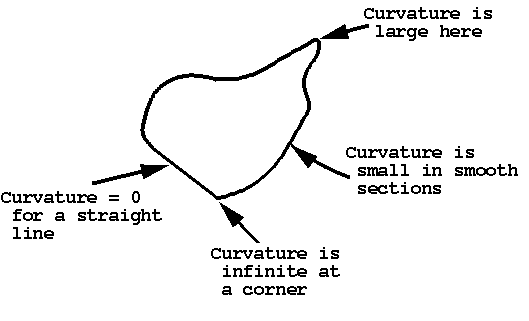 Curvature is
large here
Curvature is
small in smooth
sections
Curvature = 0
for a straight
line
Curvature is
infinite at
a corner